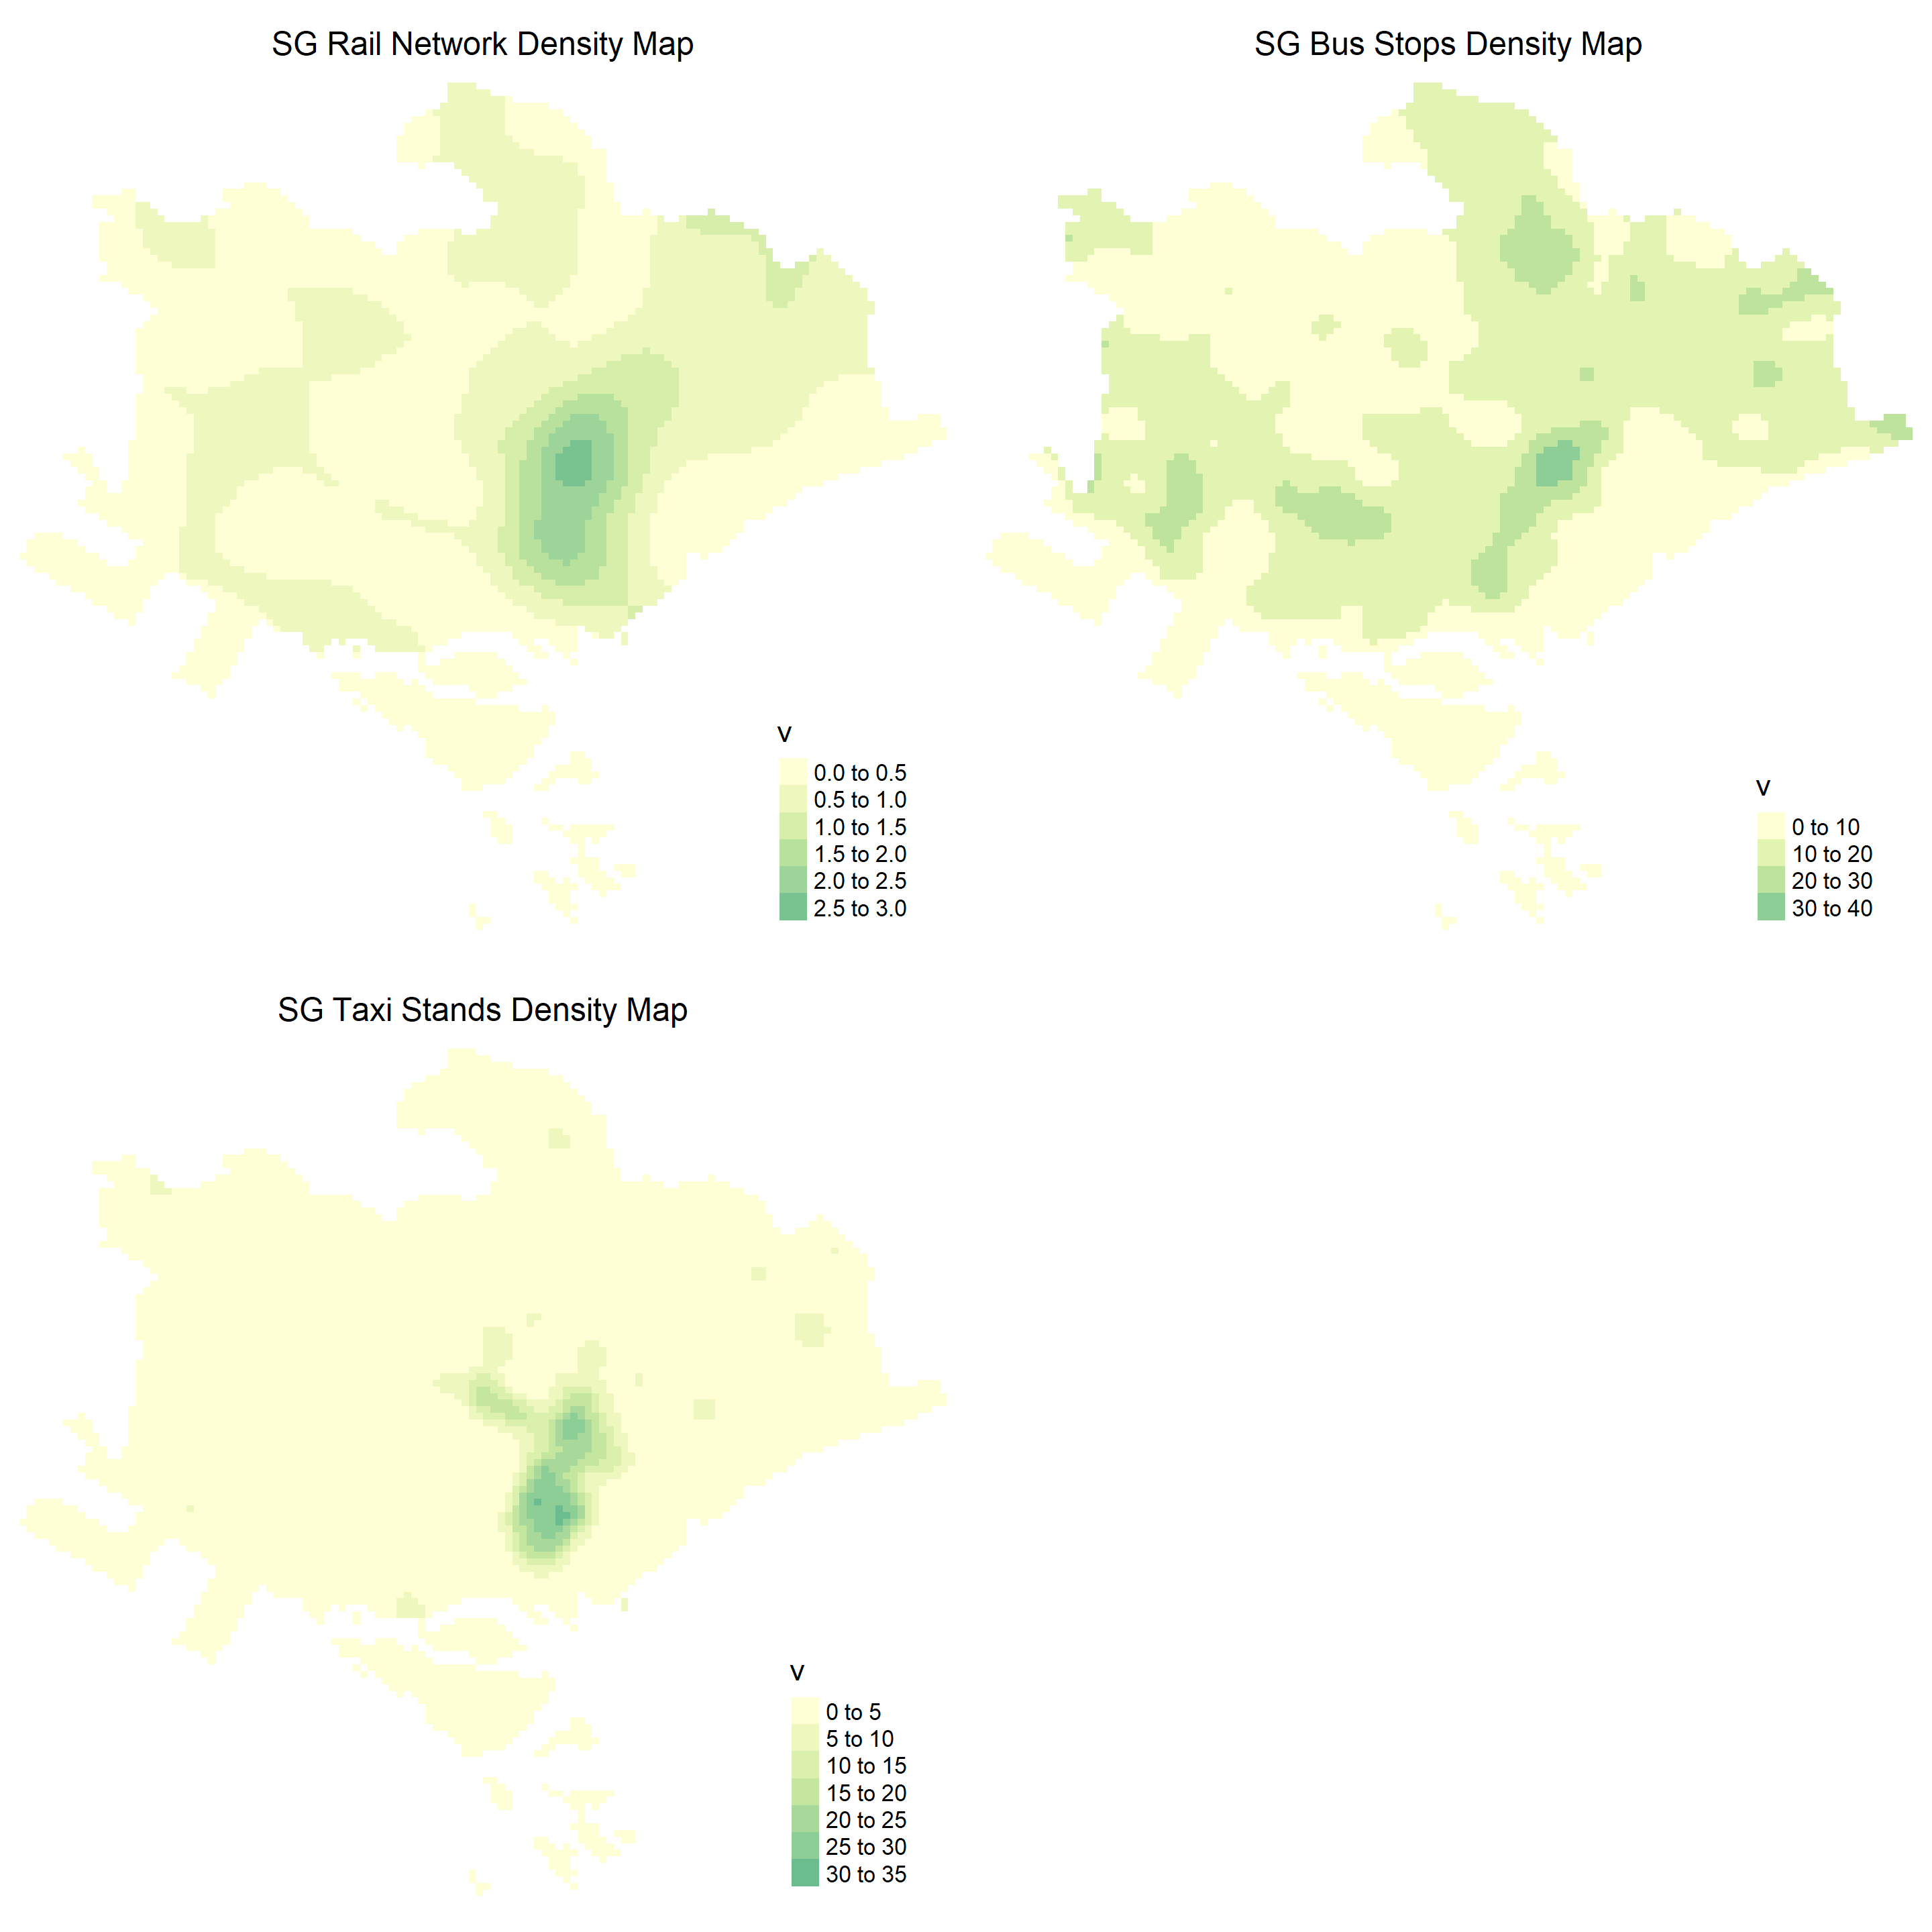 SG Rail Network Density Map
v
0.0 to 0.5
0.5 to 1.0
1.0 to 1.5
1.5 to 2.0
2.0 to 2.5
2.5 to 3.0
SG Bus Stops Density Map
v
0 to 10
10 to 20
20 to 30
30 to 40
SG Taxi Stands Density Map
v
0 to 5
5 to 10
10 to 15
15 to 20
20 to 25
25 to 30
30 to 35